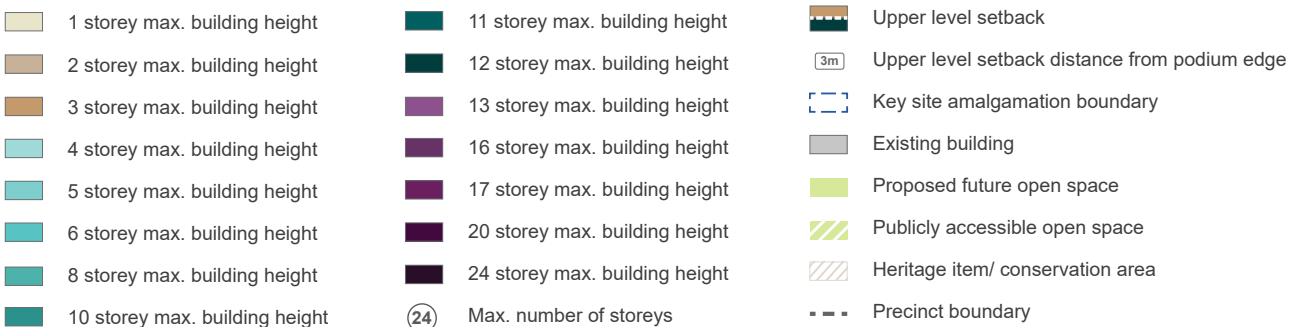 1 storey max. building height
2 storey max. building height
3 storey max. building height
4 storey max. building height
5 storey max. building height
6 storey max. building height
8 storey max. building height
10 storey max. building height
11 storey max. building height
12 storey max. building height
13 storey max. building height
16 storey max. building height
17 storey max. building height
20 storey max. building height
24 storey max. building height
24 Max. number of storeys
Upper level setback
3m Upper level setback distance from podium edge
Key site amalgamation boundary
Existing building
Proposed future open space
Publicly accessible open space
Heritage item/ conservation area
Precinct boundary